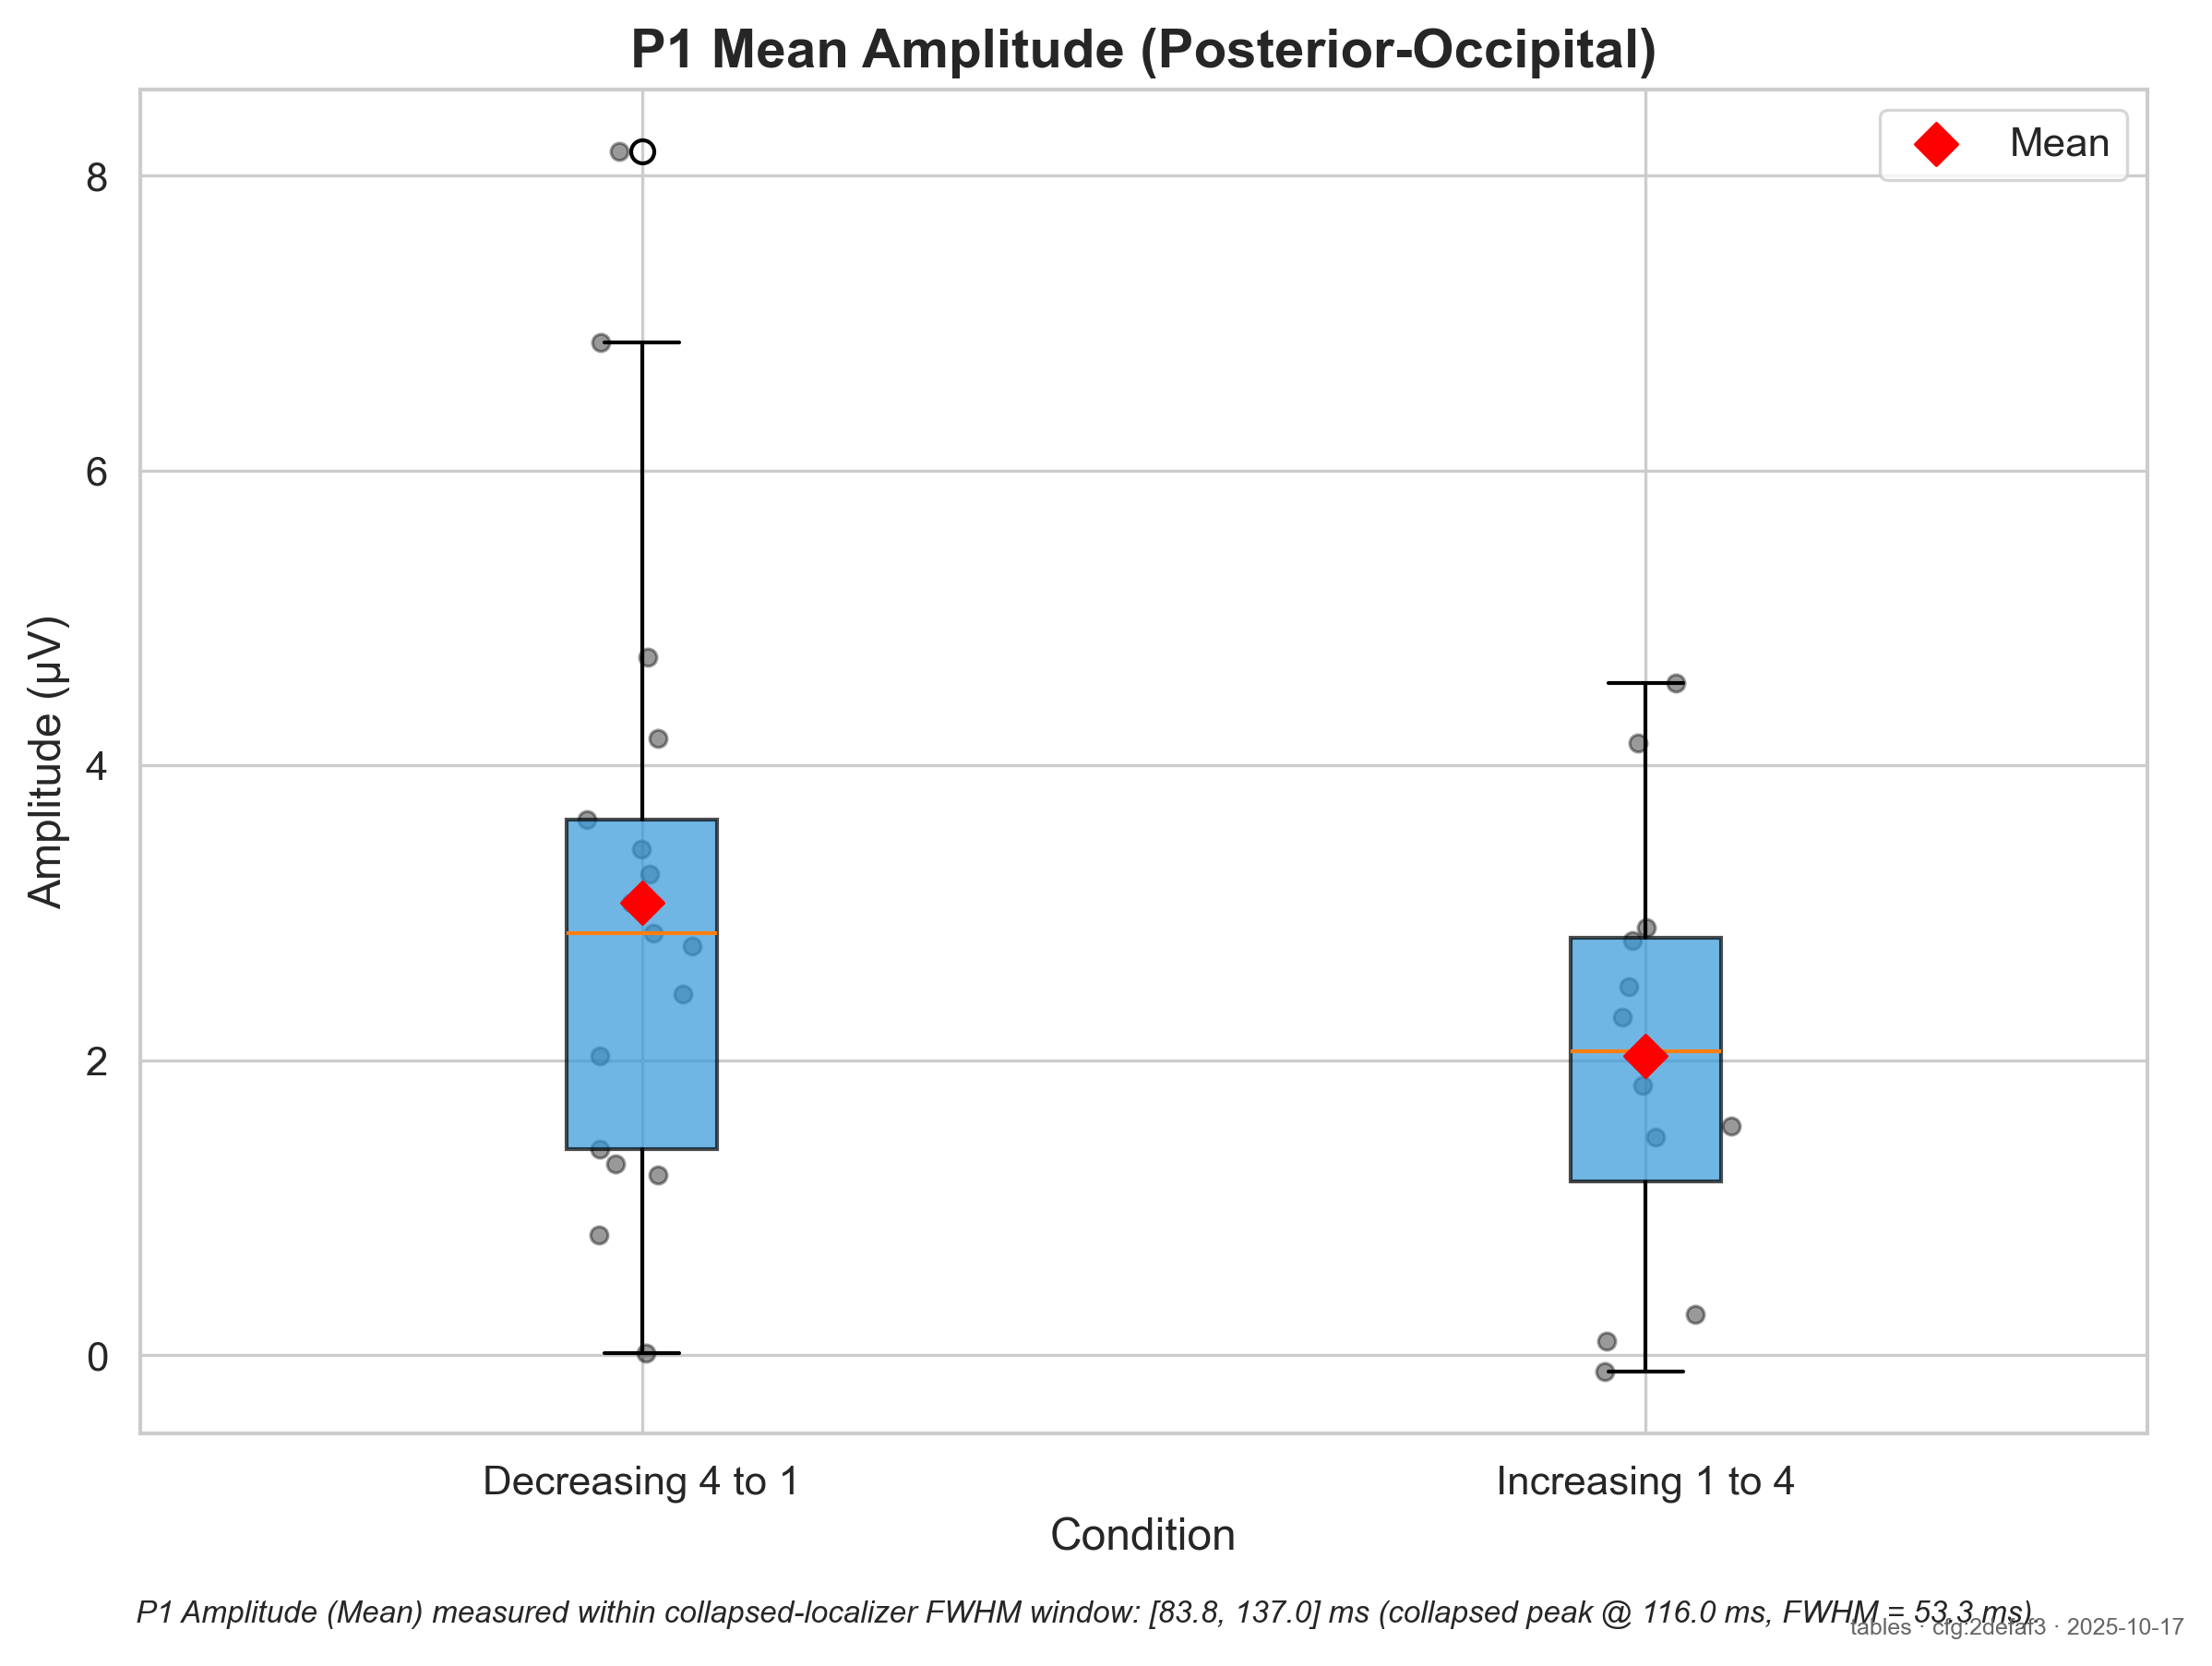 P1 Mean Amplitude (Posterior-Occipital)
Mean
8
6
4
2
0
Amplitude (µV)
Decreasing 4 to 1
Increasing 1 to 4
Condition
P1 Amplitude (Mean) measured within collapsed-localizer FWHM window: [83.8, 137.0] ms (collapsed peak @ 116.0 ms, FWHM = 53.3 ms)
tables · cfg:2defaf3 · 2025-10-17